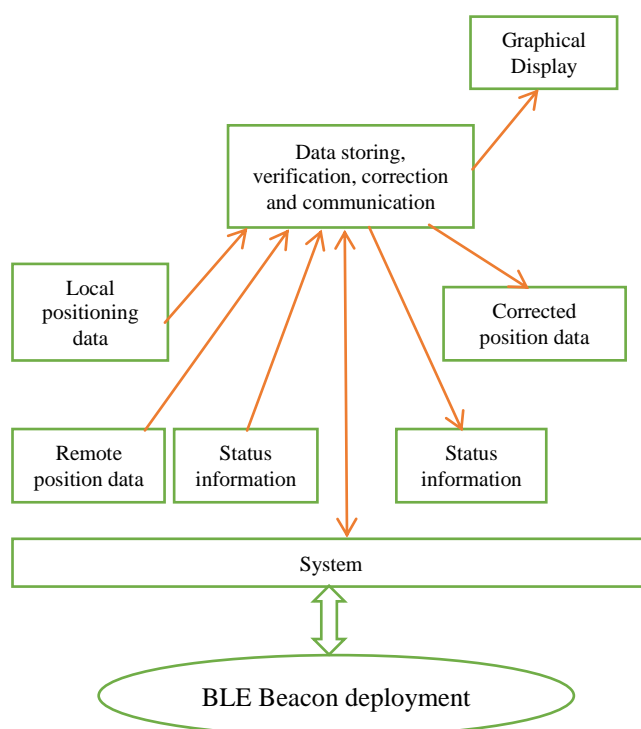 Graphical
Display
Data storing,
verification, correction
and communication
Local
positioning
data
Corrected
position data
Remote
position data
Status
information
Status
information
System
BLE Beacon deployment